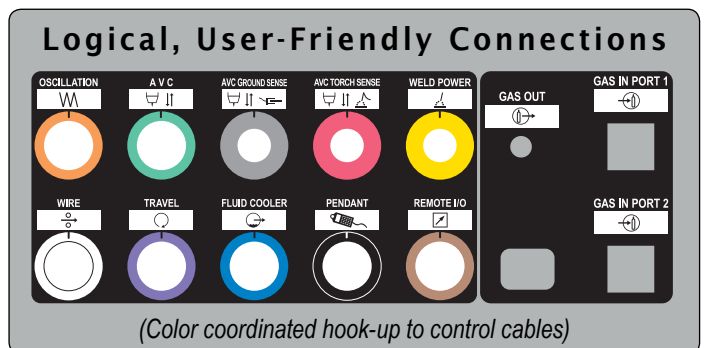 Logical, User-Friendly Connections
OSCILLATION
A V C
AVC GROUND SENSE
AVC TORCH SENSE
WELD POWER
GAS OUT
GAS IN PORT 1
WIRE
TRAVEL
FLUID COOLER
PENDANT
REMOTE I/O
GAS IN PORT 2
(Color coordinated hook-up to control cables)